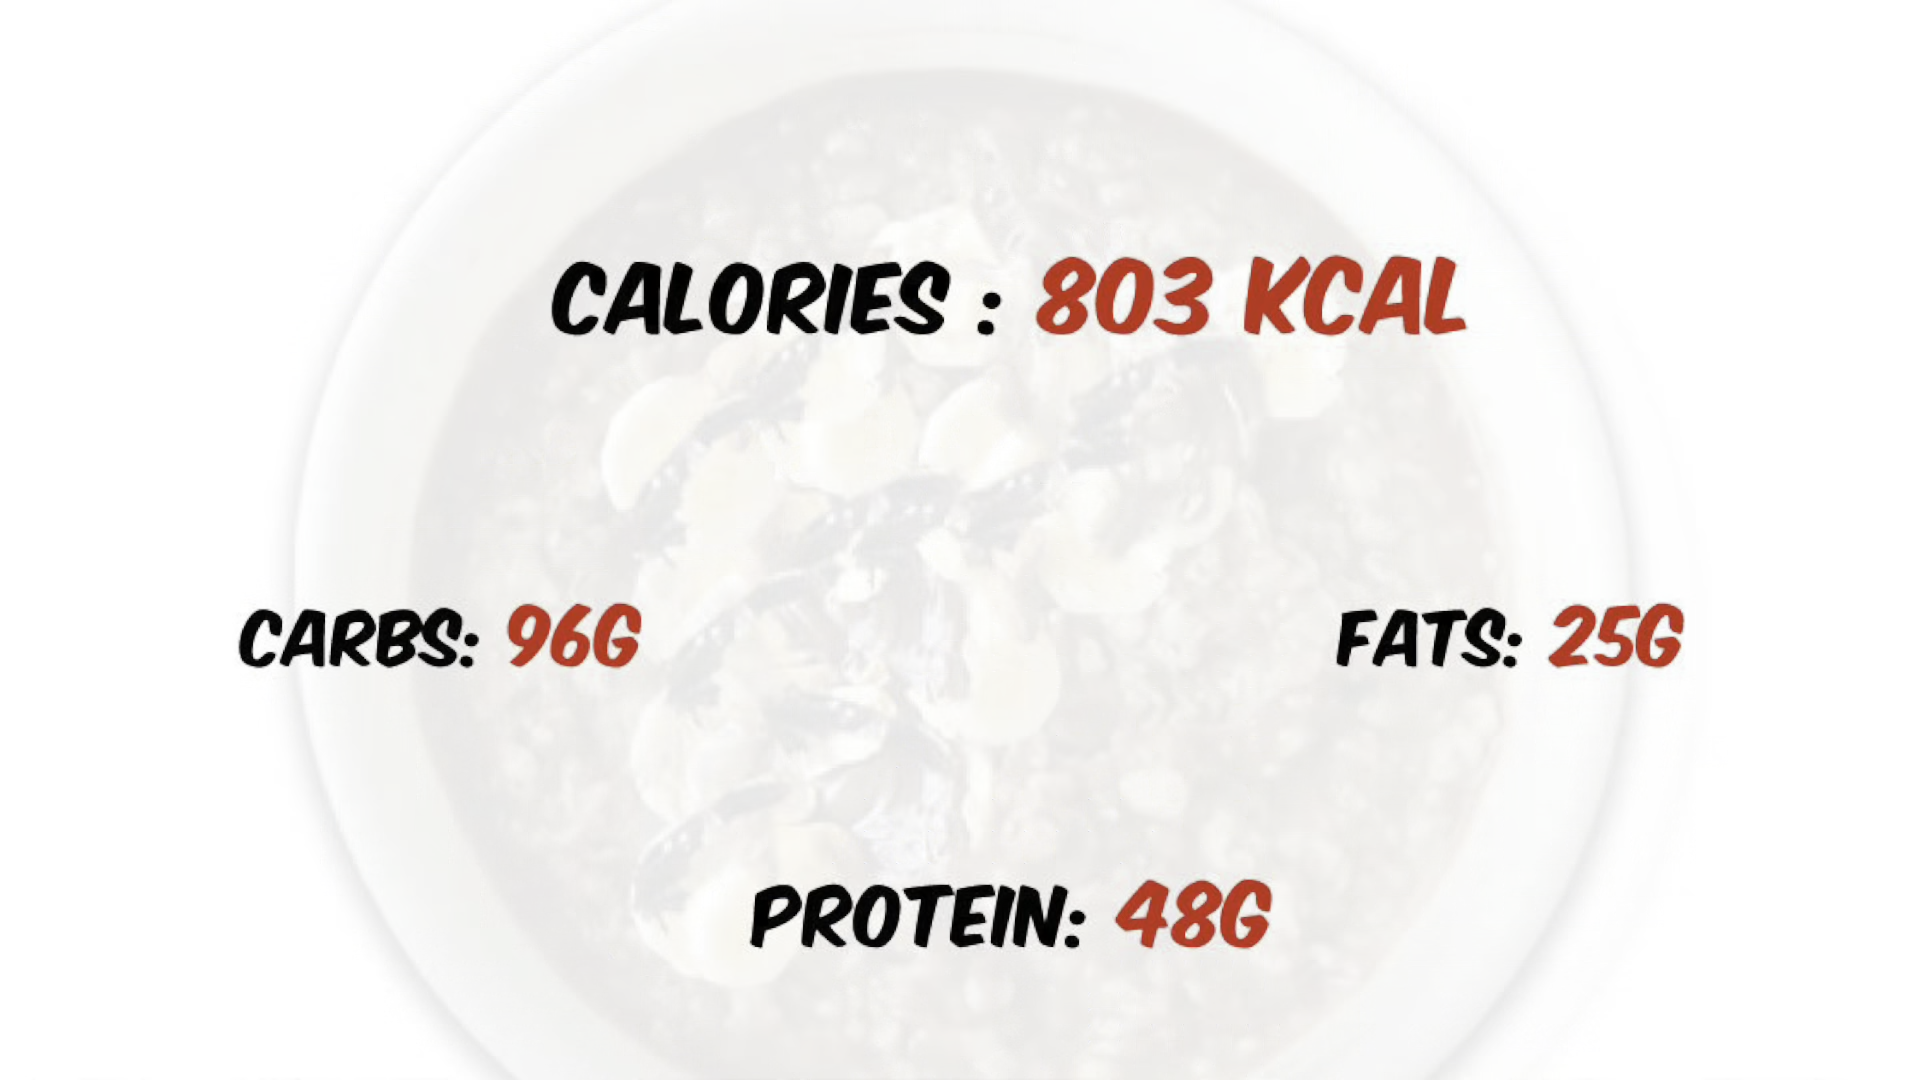 CALORIES : 803 KCAL
CARBS: 96G
FATS: 25G
PROTEIN: 48G